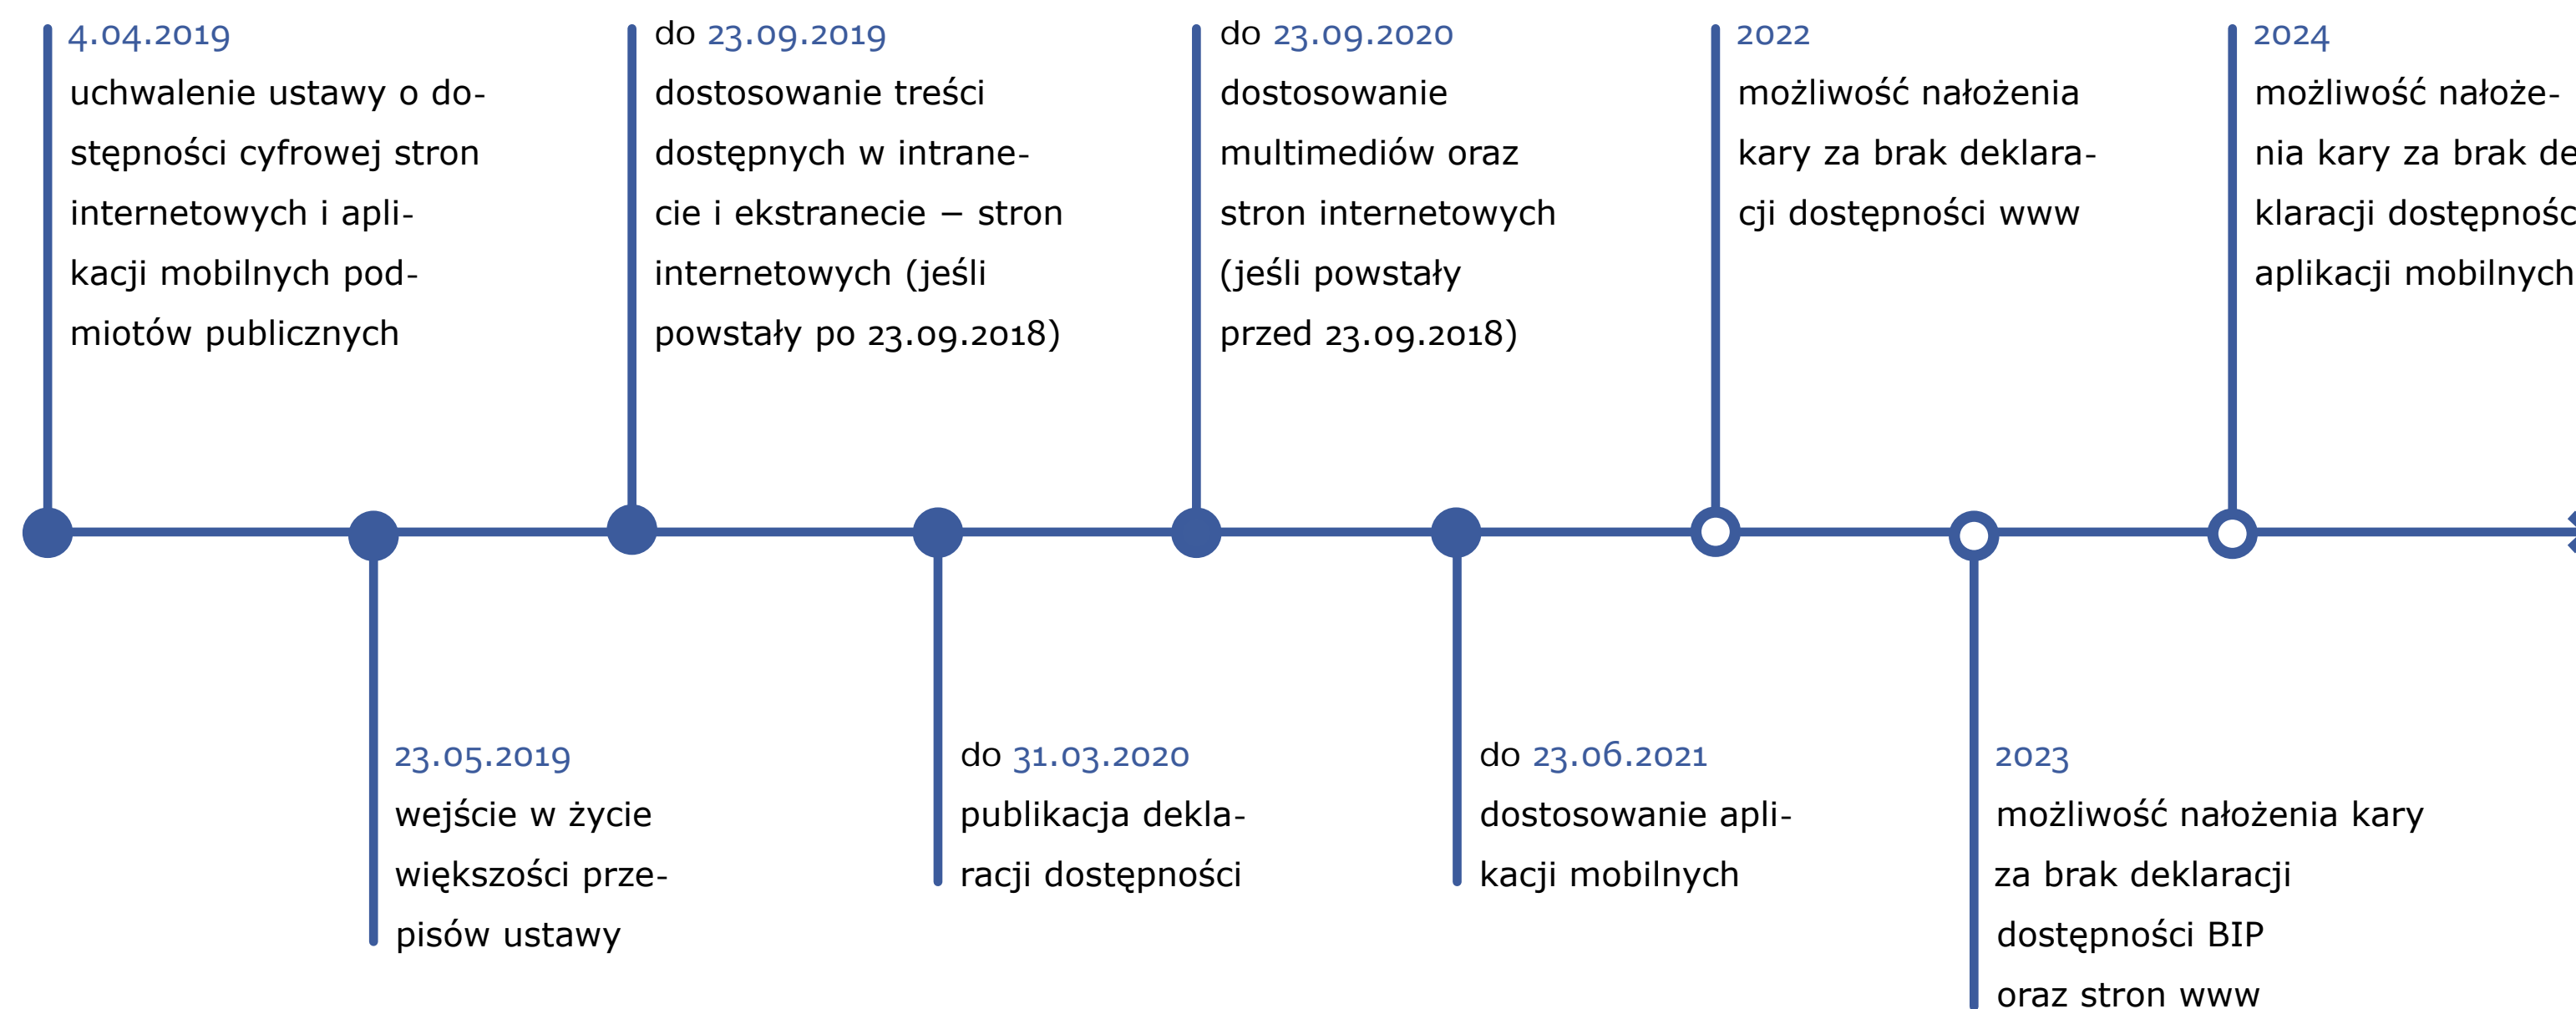 4.04.2019
uchwalenie ustawy o do-
stępności cyfrowej stron
internetowych i apli-
kacji mobilnych pod-
miotów publicznych
23.05.2019
wejście w życie
większości prze-
pisów ustawy
do 23.09.2019
dostosowanie treści
dostępnych w intrane-
cie i ekstranecie – stron
internetowych (jeśli
powstały po 23.09.2018)
do 31.03.2020
publikacja dekla-
racji dostępności
do 23.09.2020
dostosowanie
multimediów oraz
stron internetowych
(jeśli powstały
przed 23.09.2018)
do 23.06.2021
dostosowanie apli-
kacji mobilnych
2022
możliwość nałożenia
kary za brak deklara-
cji dostępności www
2023
możliwość nałożenia kary
za brak deklaracji
dostępności BIP
oraz stron www
2024
możliwość nałoże-
nia kary za brak de
klaracji dostępnośc
aplikacji mobilnych